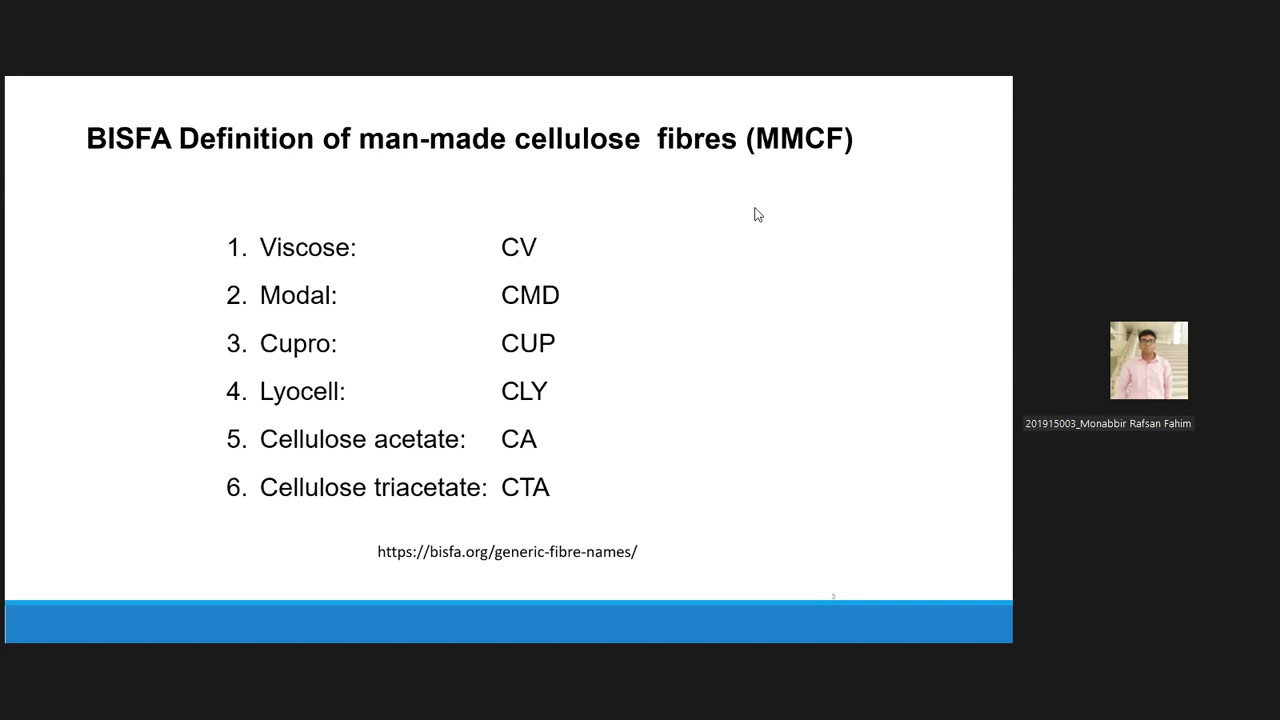 BISFA Definition of man-made cellulose  fibres (MMCF)
1. Viscose: CV
2. Modal: CMD
3. Cupro: CUP
4. Lyocell: CLY
5. Cellulose acetate: CA
6. Cellulose triacetate: CTA
https://bisfa.org/generic-fibre-names/
3
201915003_Monabbir Rafsan Fahim